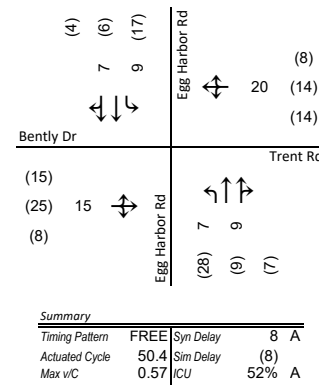 (4) (6) (17)
7 9
Egg Harbor Rd
(8)
20 (14)
(14)
Bently Dr
Trent Rd
(15)
(25) 15
(8)
Egg Harbor Rd
7 9
(28) (9) (7)
Summary
Timing Pattern FREE Syn Delay 8 A
Actuated Cycle 50.4 Sim Delay (8)
Max v/C 0.57 ICU 52% A